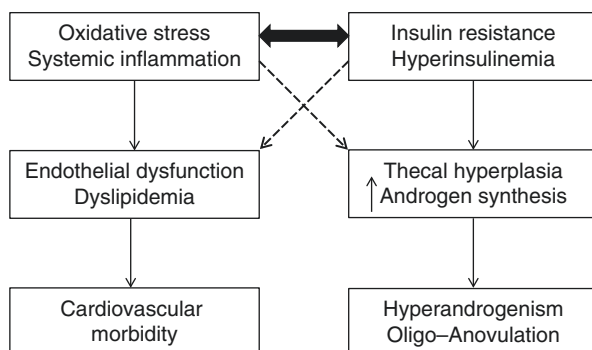 Oxidative stress
Systemic inflammation
Insulin resistance
Hyperinsulinemia
Endothelial dysfunction
Dyslipidemia
Thecal hyperplasia
↑ Androgen synthesis
Cardiovascular
morbidity
Hyperandrogenism
Oligo–Anovulation